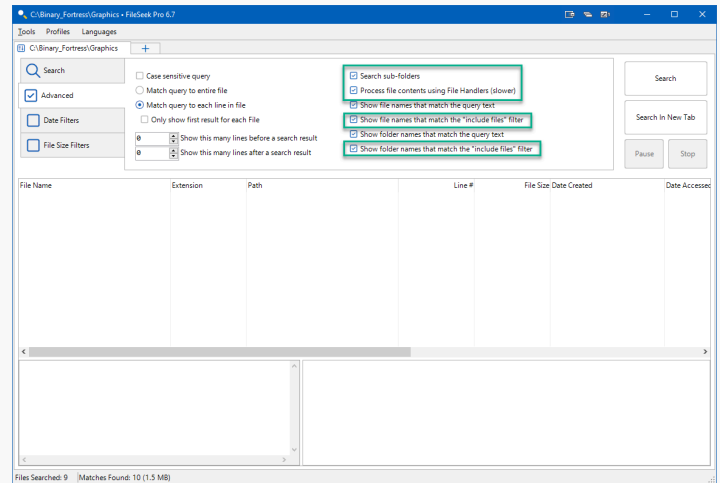 C:\Binary_Fortress\Graphics • FileSeek Pro 6.7
Tools Profiles Languages
C:\Binary_Fortress\Graphics +
Search
Advanced
Date Filters
File Size Filters
Case sensitive query
Match query to entire file
Match query to each line in file
Only show first result for each File
0 Show this many lines before a search result
0 Show this many lines after a search result
Search sub-folders
Process file contents using File Handlers (slower)
Show file names that match the query text
Show file names that match the "include files" filter
Show folder names that match the query text
Show folder names that match the "include files" filter
Search
Search In New Tab
Pause Stop
File Name Extension Path Line # File Size Date Created Date Accessed
Files Searched: 9 Matches Found: 10 (1.5 MB)